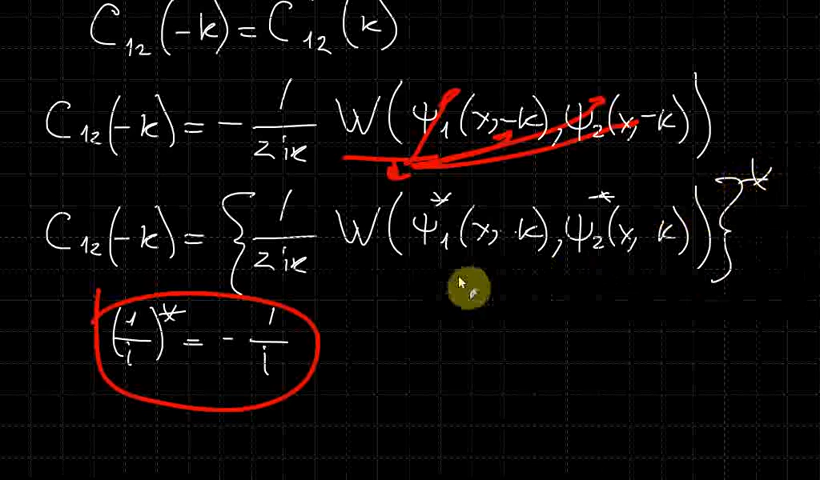 C₁₂(-k) = C₁₂*(k)
C₁₂(-k) = - 1/2ik W(ψ₁(x,-k), ψ₂(x,-k))
C₁₂(-k) = {1/2ik W(ψ₁*(x, k), ψ₂*(x, k))}*
(1/i)* = - 1/i